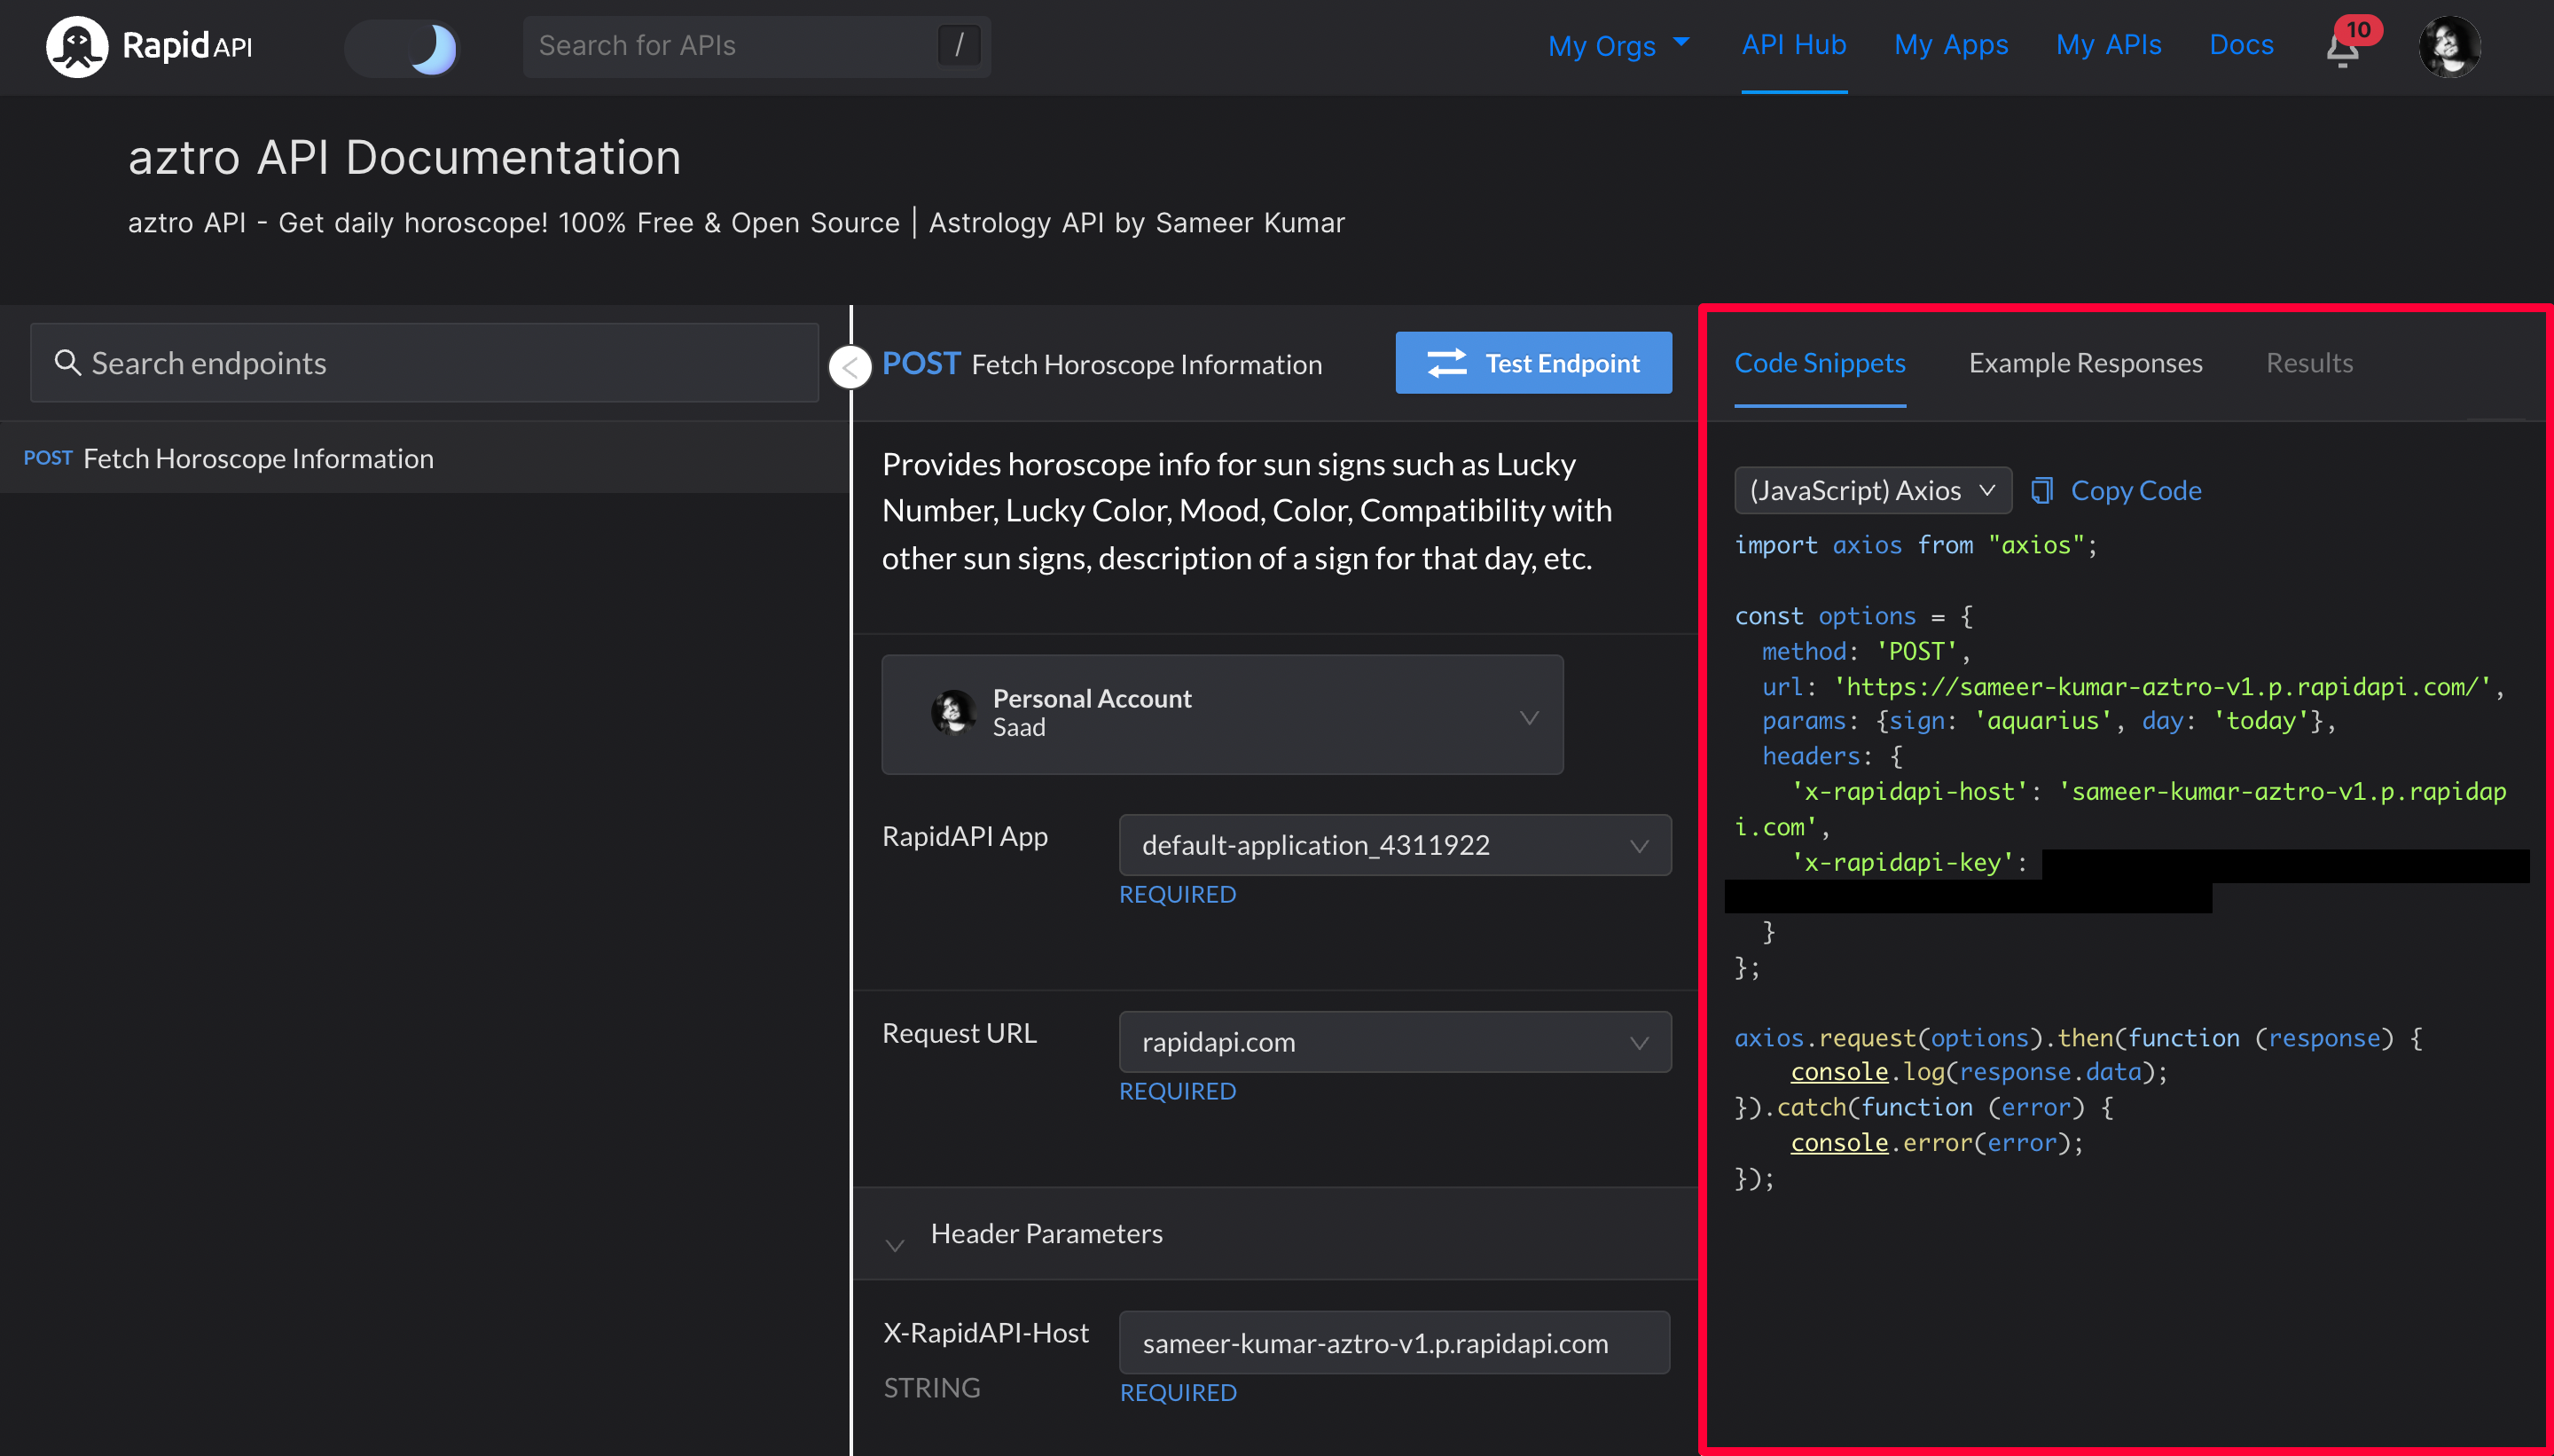 RapidAPI
Search for APIs /
My Orgs API Hub My Apps My APIs Docs 10
aztro API Documentation
aztro API - Get daily horoscope! 100% Free & Open Source | Astrology API by Sameer Kumar
Search endpoints
POST Fetch Horoscope Information
POST Fetch Horoscope Information
Test Endpoint
Provides horoscope info for sun signs such as Lucky
Number, Lucky Color, Mood, Color, Compatibility with
other sun signs, description of a sign for that day, etc.
Personal Account
Saad
RapidAPI App
default-application_4311922
REQUIRED
Request URL
rapidapi.com
REQUIRED
Header Parameters
X-RapidAPI-Host
STRING
sameer-kumar-aztro-v1.p.rapidapi.com
REQUIRED
Code Snippets Example Responses Results
(JavaScript) Axios Copy Code
import axios from "axios";
const options = {
method: 'POST',
url: 'https://sameer-kumar-aztro-v1.p.rapidapi.com/',
params: {sign: 'aquarius', day: 'today'},
headers: {
'x-rapidapi-host': 'sameer-kumar-aztro-v1.p.rapidap
i.com',
'x-rapidapi-key':
}
};
axios.request(options).then(function (response) {
console.log(response.data);
}).catch(function (error) {
console.error(error);
});